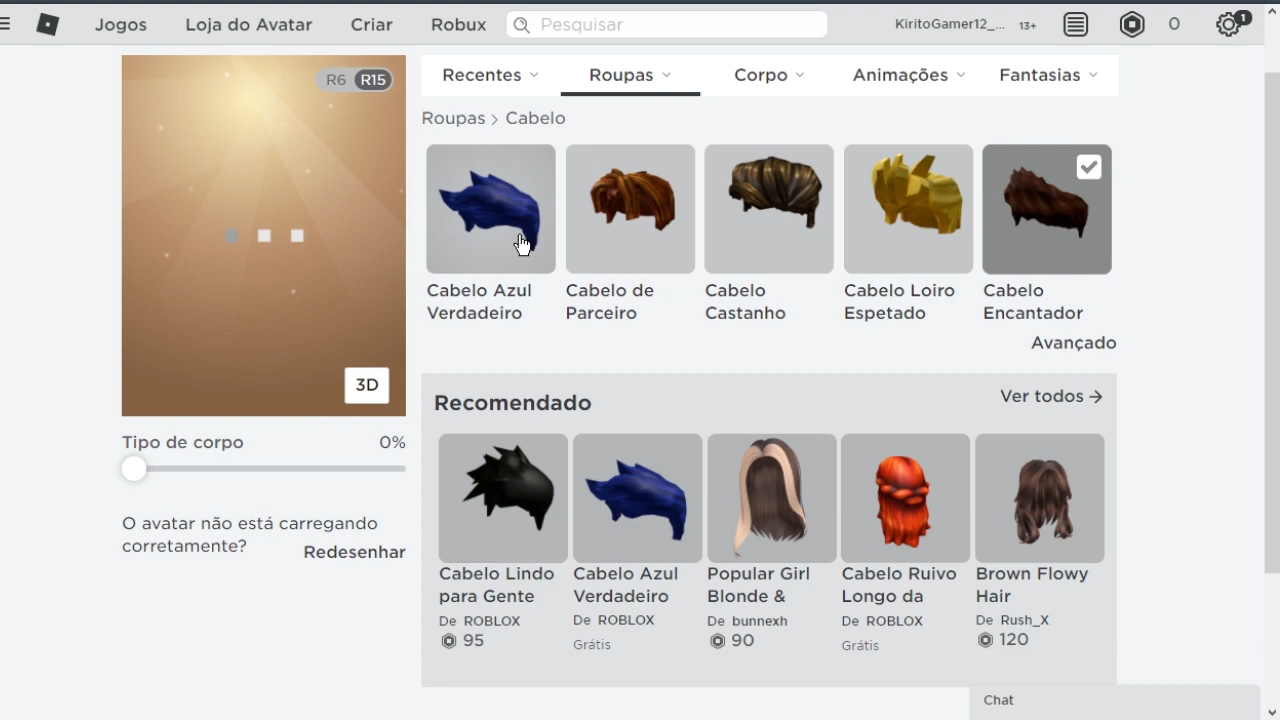 Jogos
Loja do Avatar
Criar
Robux
Pesquisar
KiritoGamer12_...
13+
0
1
R6
R15
3D
Tipo de corpo
0%
O avatar não está carregando
corretamente?
Redesenhar
Recentes
Roupas
Corpo
Animações
Fantasias
Roupas > Cabelo
Cabelo Azul
Verdadeiro
Cabelo de
Parceiro
Cabelo
Castanho
Cabelo Loiro
Espetado
Cabelo
Encantador
Avançado
Recomendado
Ver todos →
Cabelo Lindo
para Gente
De ROBLOX
95
Cabelo Azul
Verdadeiro
De ROBLOX
Grátis
Popular Girl
Blonde &
De bunnexh
90
Cabelo Ruivo
Longo da
De ROBLOX
Grátis
Brown Flowy
Hair
De Rush_X
120
Chat